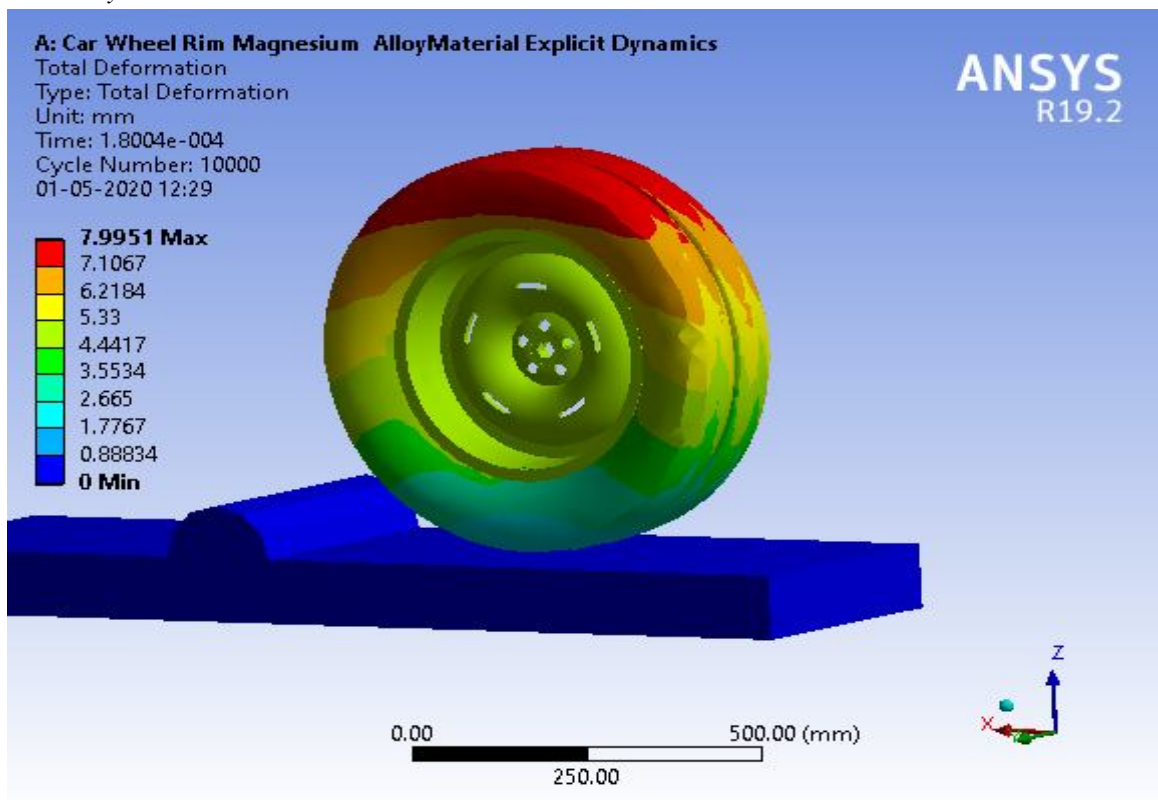 A: Car Wheel Rim Magnesium AlloyMaterial Explicit Dynamics
Total Deformation
Type: Total Deformation
Unit: mm
Time: 1.8004e-004
Cycle Number: 10000
01-05-2020 12:29
ANSYS
R19.2
7.9951 Max
7.1067
6.2184
5.33
4.4417
3.5534
2.665
1.7767
0.88834
0 Min
Z
X
0.00
500.00 (mm)
250.00